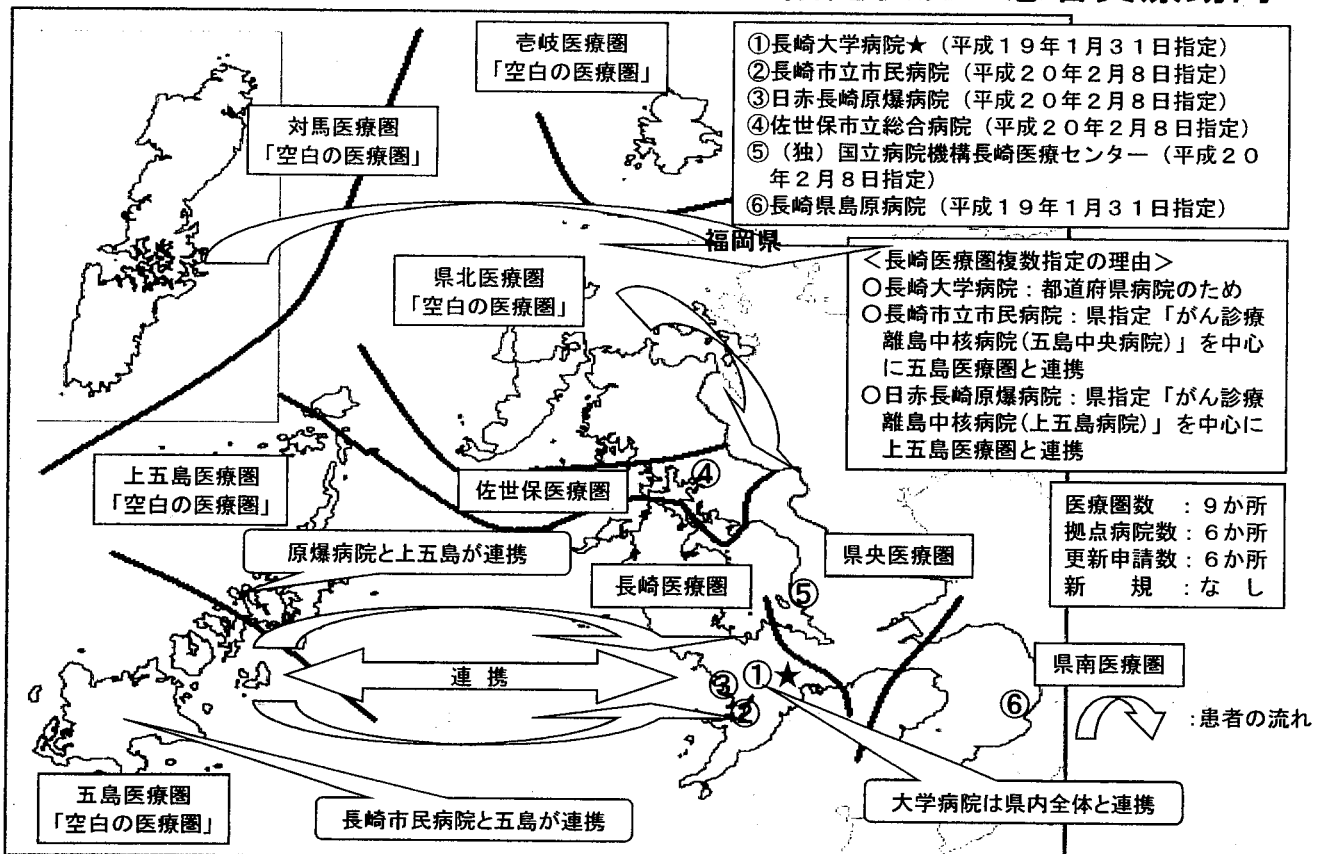 壱岐医療圏
「空白の医療圏」
対馬医療圏
「空白の医療圏」
①長崎大学病院★（平成１９年１月３１日指定）
②長崎市立市民病院（平成２０年２月８日指定）
③日赤長崎原爆病院（平成２０年２月８日指定）
④佐世保市立総合病院（平成２０年２月８日指定）
⑤（独）国立病院機構長崎医療センター（平成２０
年２月８日指定）
⑥長崎県島原病院（平成１９年１月３１日指定）
福岡県
県北医療圏
「空白の医療圏」
＜長崎医療圏複数指定の理由＞
○長崎大学病院：都道府県病院のため
○長崎市立市民病院：県指定「がん診療
離島中核病院（五島中央病院）」を中心
に五島医療圏と連携
○日赤長崎原爆病院：県指定「がん診療
離島中核病院（上五島病院）」を中心に
上五島医療圏と連携
上五島医療圏
「空白の医療圏」
佐世保医療圏
④
医療圏数　：９か所
拠点病院数：６か所
更新申請数：６か所
新　　規　：な　し
原爆病院と上五島が連携
県央医療圏
長崎医療圏
⑤
県南医療圏
連 携
③
①★
②
⑥
：患者の流れ
五島医療圏
「空白の医療圏」
長崎市民病院と五島が連携
大学病院は県内全体と連携